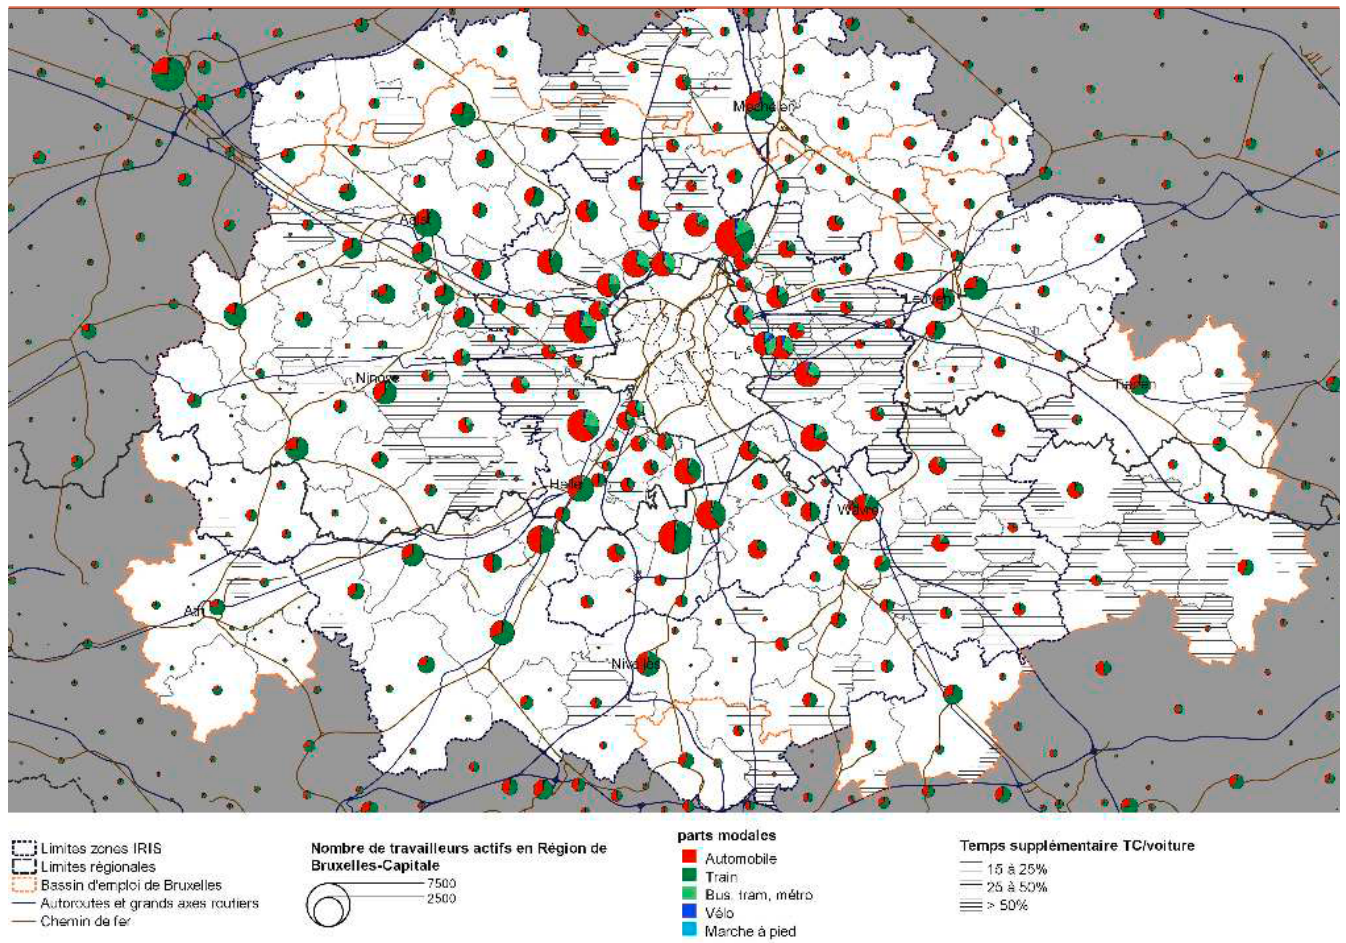 Mechelen
Aalst
Leuven
Ninove
Tienen
Halle
Wavre
Ath
Nivelles
Limites zones IRIS
Limites régionales
Bassin d'emploi de Bruxelles
Autoroutes et grands axes routiers
Chemin de fer
Nombre de travailleurs actifs en Région de
Bruxelles-Capitale
7500
2500
parts modales
Automobile
Train
Bus, tram, métro
Vélo
Marche à pied
Temps supplémentaire TC/voiture
15 à 25%
25 à 50%
> 50%